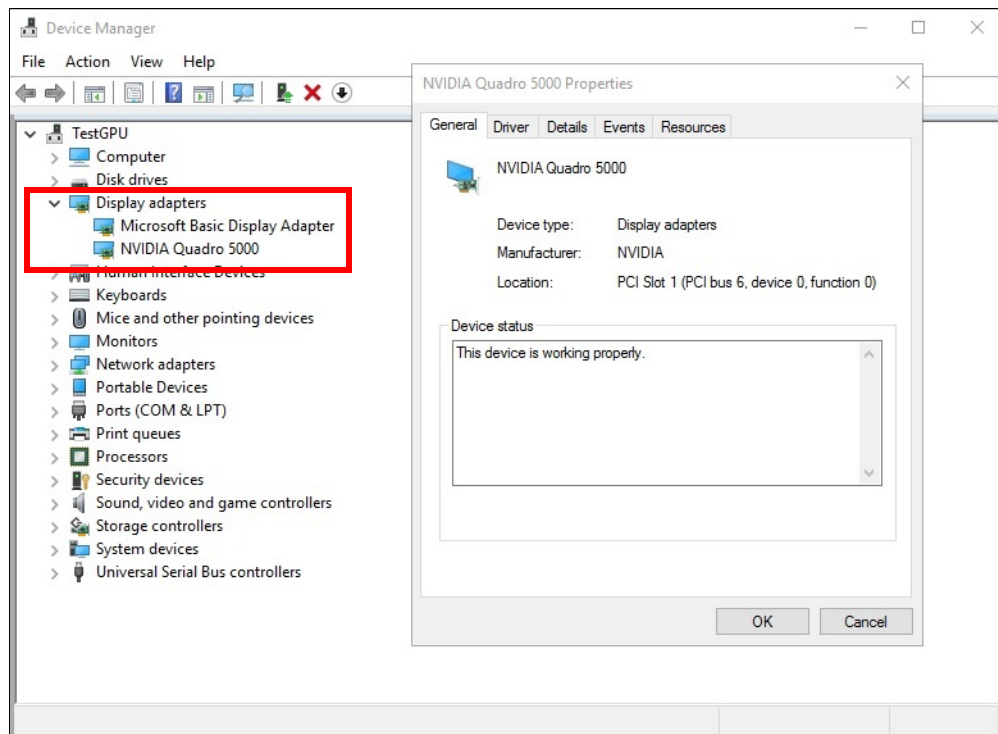 Device Manager
File Action View Help
TestGPU
Computer
Disk drives
Display adapters
Microsoft Basic Display Adapter
NVIDIA Quadro 5000
Human Interface Devices
Keyboards
Mice and other pointing devices
Monitors
Network adapters
Portable Devices
Ports (COM & LPT)
Print queues
Processors
Security devices
Sound, video and game controllers
Storage controllers
System devices
Universal Serial Bus controllers
NVIDIA Quadro 5000 Properties
General Driver Details Events Resources
NVIDIA Quadro 5000
Device type: Display adapters
Manufacturer: NVIDIA
Location: PCI Slot 1 (PCI bus 6, device 0, function 0)
Device status
This device is working properly.
OK Cancel